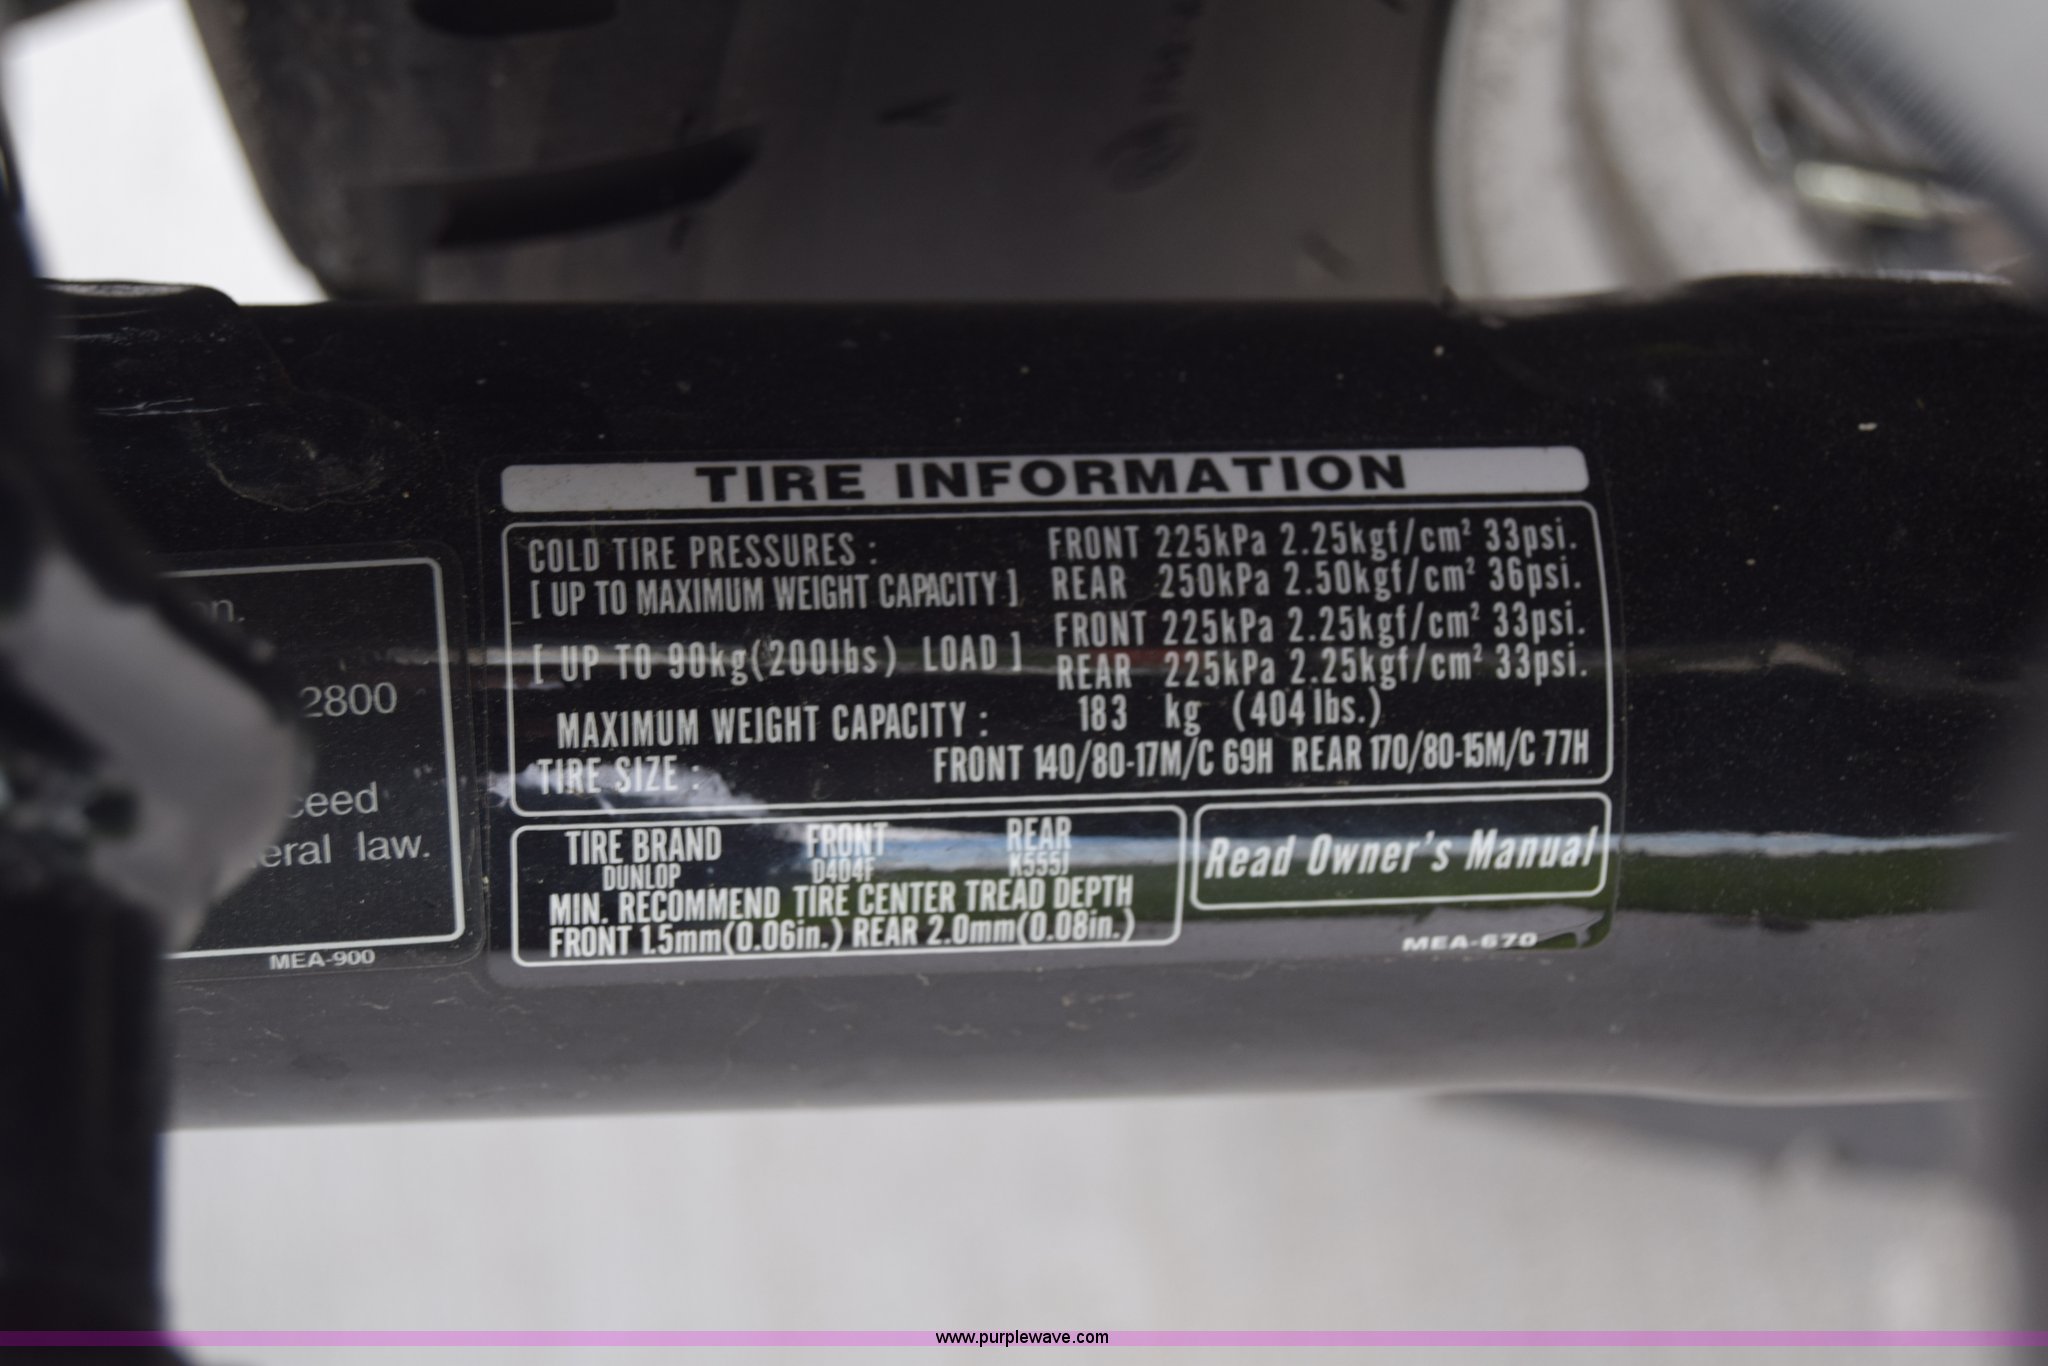 TIRE INFORMATION
COLD TIRE PRESSURES : FRONT 225kPa 2.25kgf/cm² 33psi.
[ UP TO MAXIMUM WEIGHT CAPACITY ] REAR 250kPa 2.50kgf/cm² 36psi.
FRONT 225kPa 2.25kgf/cm² 33psi.
[ UP TO 90kg(200lbs) LOAD ] REAR 225kPa 2.25kgf/cm² 33psi.
MAXIMUM WEIGHT CAPACITY : 183 kg (404 lbs.)
TIRE SIZE : FRONT 140/80-17M/C 69H REAR 170/80-15M/C 77H
TIRE BRAND FRONT REAR
DUNLOP D404F K555J
MIN. RECOMMEND TIRE CENTER TREAD DEPTH
FRONT 1.5mm(0.06in.) REAR 2.0mm(0.08in.)
Read Owner's Manual
MEA-670
2800
law.
MEA-900
www.purplewave.com